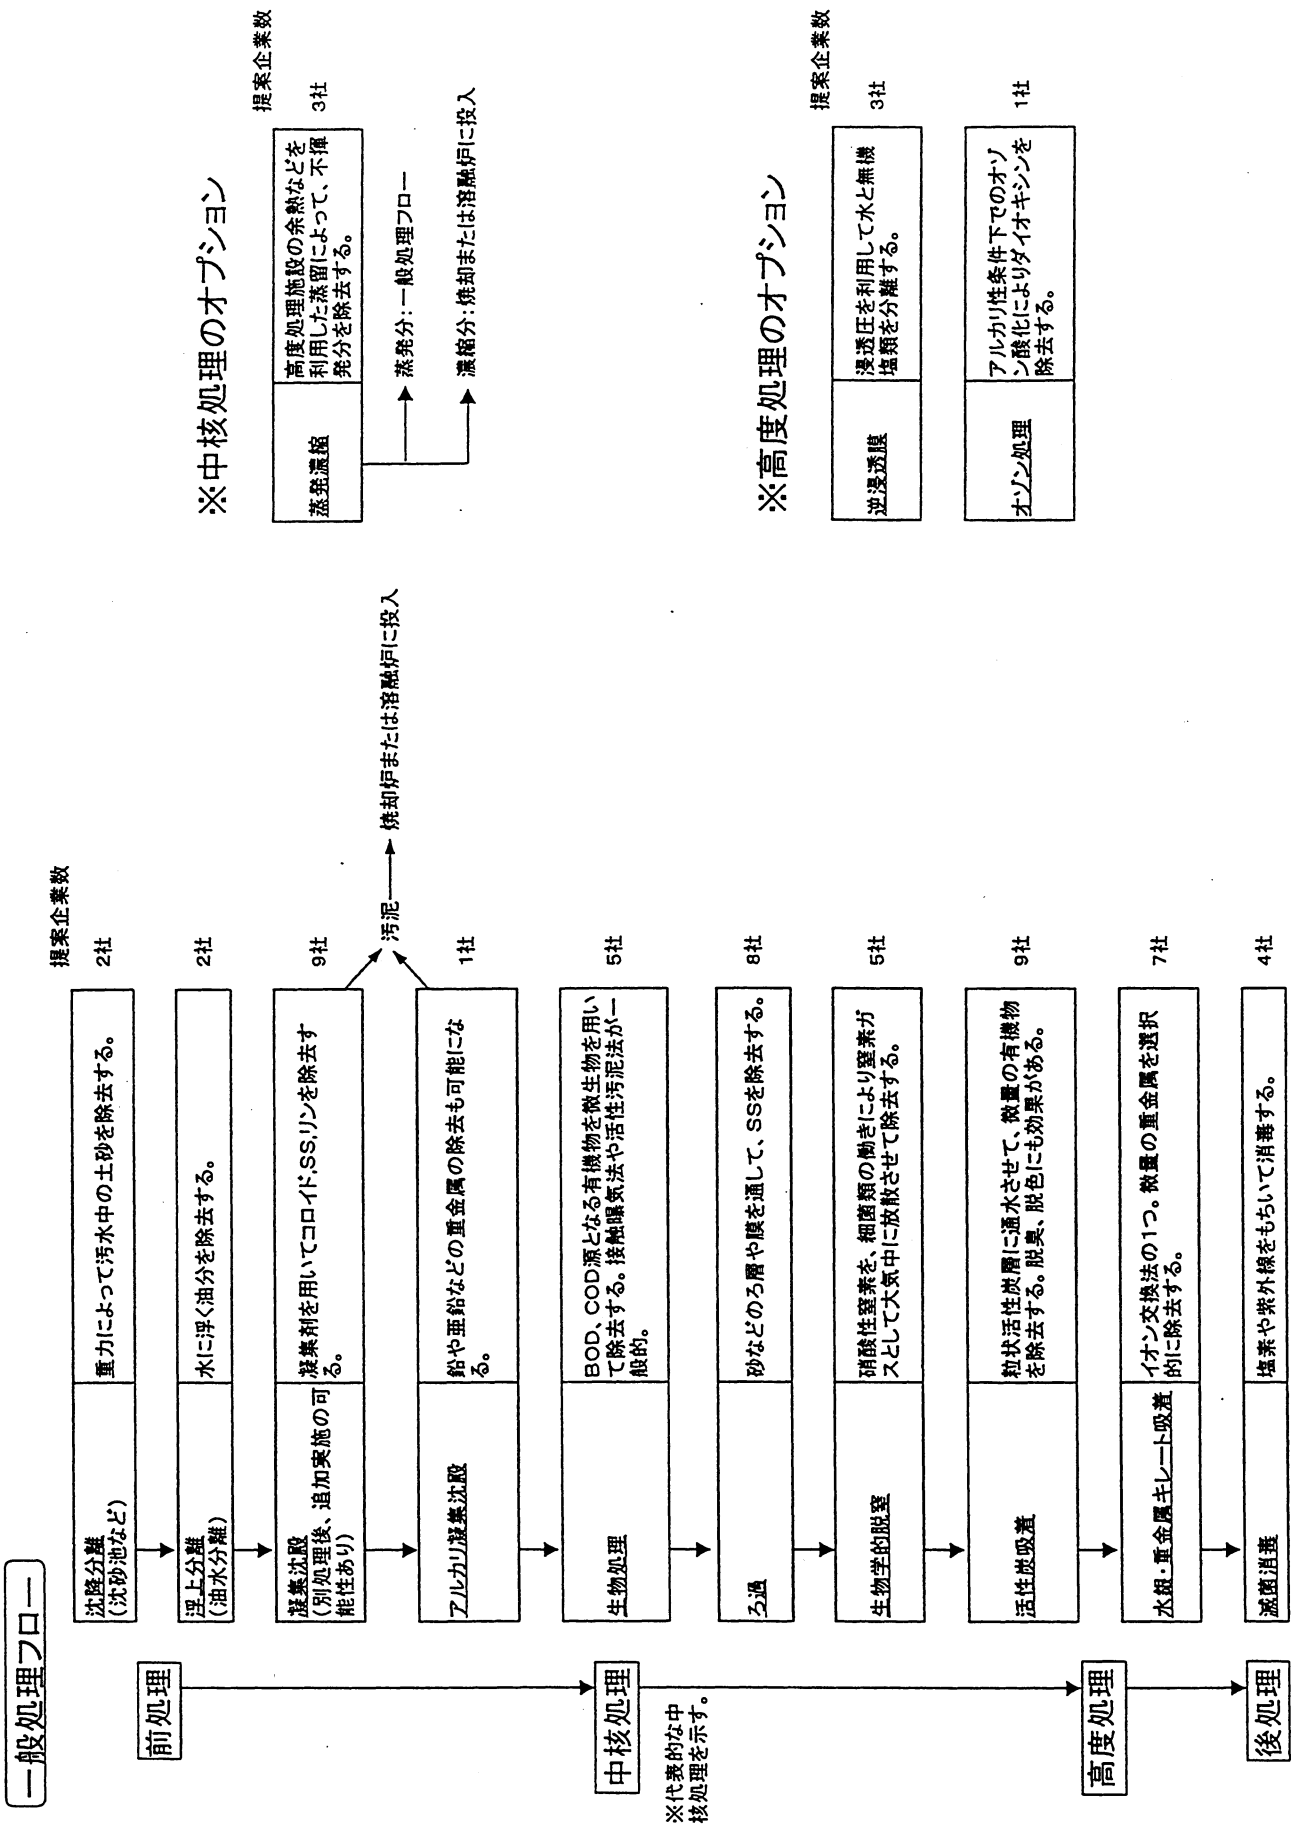 一般処理フロー
提案企業数
前処理
沈降分離
(沈砂池など)
重力によって汚水中の土砂を除去する。
2社
浮上分離
(油水分離)
水に浮く油分を除去する。
2社
凝集沈殿
(別処理後、追加実施の可
能性あり)
凝集剤を用いてコロイド,SS,リンを除去す
る。
9社
汚泥
焼却炉または溶融炉に投入
アルカリ凝集沈殿
鉛や亜鉛などの重金属の除去も可能にな
る。
1社
中核処理
※代表的な中
核処理を示す。
生物処理
BOD、COD源となる有機物を微生物を用い
て除去する。接触曝気法や活性汚泥法が一
般的。
5社
ろ過
砂などのろ層や膜を通して、SSを除去する。
8社
生物学的脱窒
硝酸性窒素を、細菌類の働きにより窒素ガ
スとして大気中に放散させて除去する。
5社
高度処理
活性炭吸着
粒状活性炭層に通水させて、微量の有機物
を除去する。脱臭、脱色にも効果がある。
9社
水銀・重金属キレート吸着
イオン交換法の1つ。微量の重金属を選択
的に除去する。
7社
後処理
滅菌消毒
塩素や紫外線をもちいて消毒する。
4社
※中核処理のオプション
提案企業数
蒸発濃縮
高度処理施設の余熱などを
利用した蒸留によって、不揮
発分を除去する。
3社
蒸発分:一般処理フロー
濃縮分:焼却または溶融炉に投入
※高度処理のオプション
提案企業数
逆浸透膜
浸透圧を利用して水と無機
塩類を分離する。
3社
オゾン処理
アルカリ性条件下でのオゾ
ン酸化によりダイオキシンを
除去する。
1社